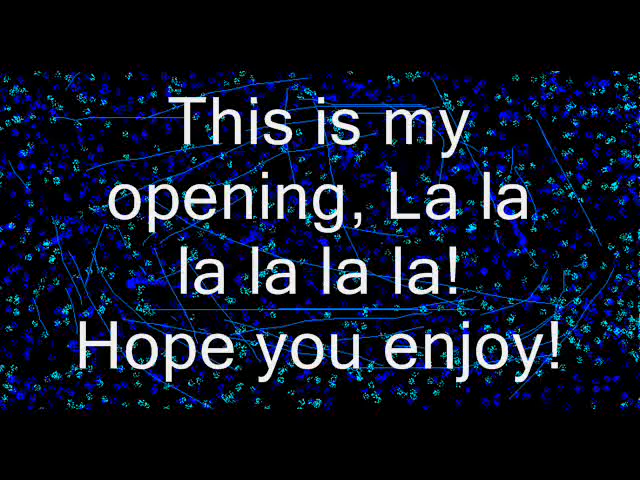 This is my
opening, La la
la la la la!
Hope you enjoy!